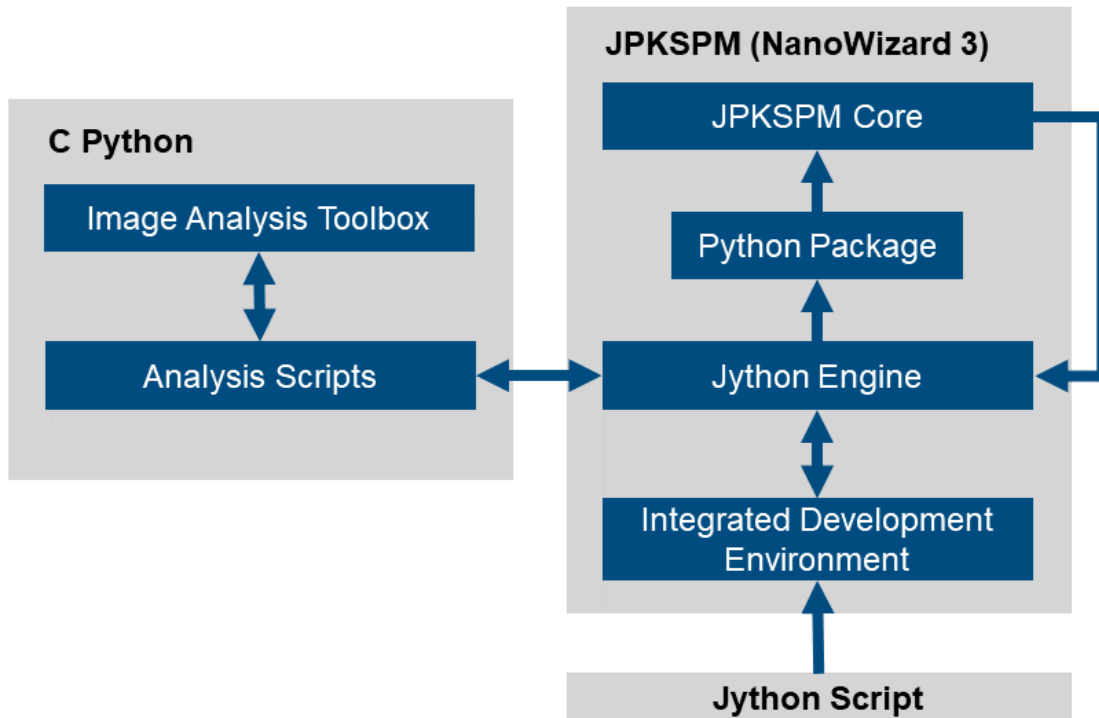 C Python
Image Analysis Toolbox
Analysis Scripts
JPKSPM (NanoWizard 3)
JPKSPM Core
Python Package
Jython Engine
Integrated Development
Environment
Jython Script